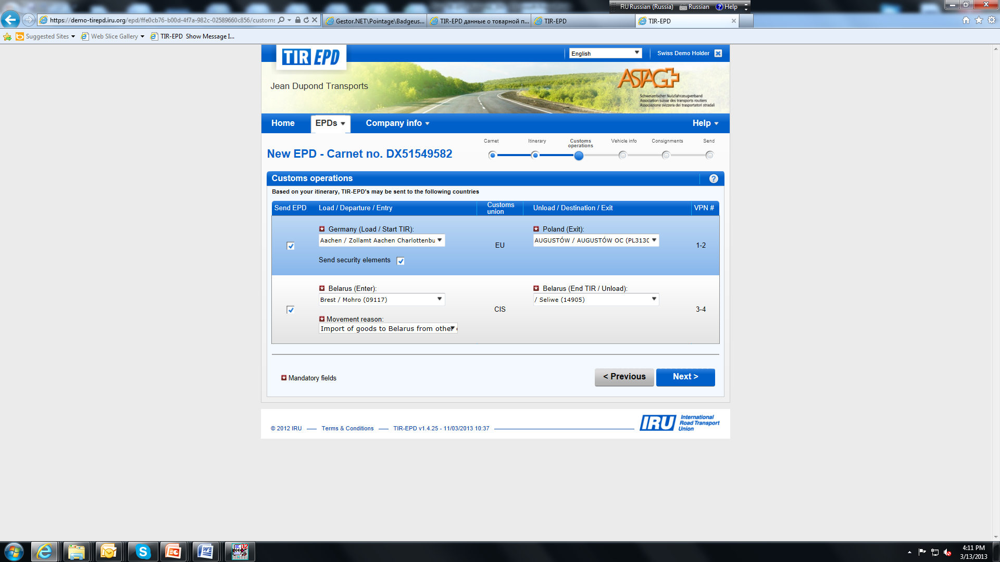 RU Russian (Russia) Russian Help
https://demo-tirepd.iru.org/epd/ffe0cb76-b00d-4f7a-982c-02589660c856/customs
Gestor.NET\Pointage\Badgeus...
TIR-EPD данные о товарной п...
TIR-EPD
TIR-EPD
Suggested Sites
Web Slice Gallery
TIR-EPD Show Message I...
TIR EPD
English
Swiss Demo Holder
Jean Dupond Transports
ASTAG
Schweizerischer Nutzfahrzeugverband
Association suisse des transports routiers
Associazione svizzera dei trasportatori stradali
Home
EPDs
Company info
Help
New EPD - Carnet no. DX51549582
Carnet
Itinerary
Customs
operations
Vehicle info
Consignments
Send
Customs operations
?
Based on your itinerary, TIR-EPD's may be sent to the following countries
Send EPD
Load / Departure / Entry
Customs
union
Unload / Destination / Exit
VPN #
Germany (Load / Start TIR):
Poland (Exit):
Aachen / Zollamt Aachen Charlottenbu
AUGUSTÓW / AUGUSTÓW OC (PL3130
EU
1-2
Send security elements
Belarus (Enter):
Belarus (End TIR / Unload):
Brest / Mohro (09117)
/ Seliwe (14905)
CIS
3-4
Movement reason:
Import of goods to Belarus from other
Mandatory fields
< Previous
Next >
© 2012 IRU
Terms & Conditions
TIR-EPD v1.4.25 - 11/03/2013 10:37
IRU
International
Road Transport
Union
4:11 PM
3/13/2013